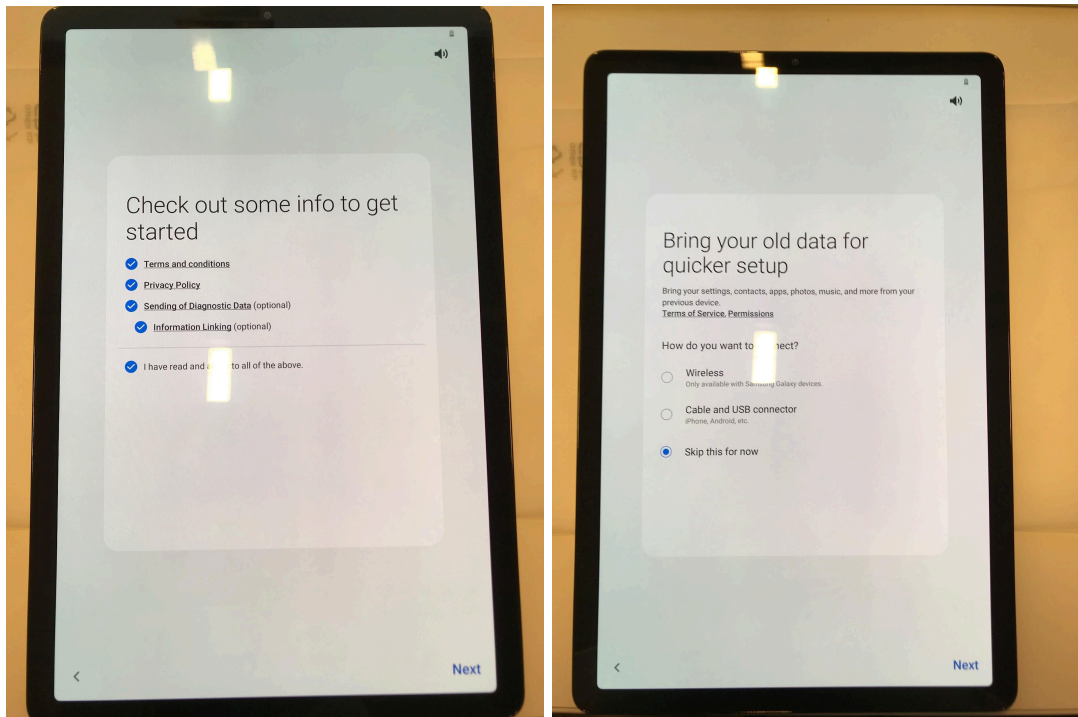 Check out some info to get
started
Terms and conditions
Privacy Policy
Sending of Diagnostic Data (optional)
Information Linking (optional)
I have read and to all of the above.
Next
Bring your old data for
quicker setup
Bring your settings, contacts, apps, photos, music, and more from your
previous device.
Terms of Service, Permissions
How do you want to
Wireless
Only available with Samsung Galaxy devices.
Cable and USB connector
iPhone, Android, etc.
Skip this for now
Next